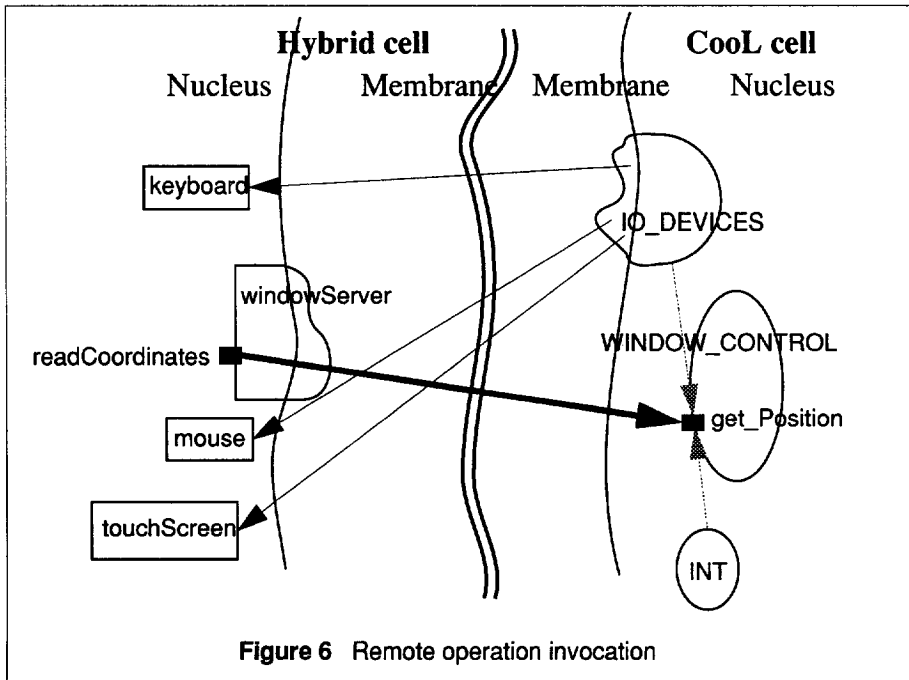 Hybrid cell CooL cell
Nucleus Membrane Membrane Nucleus
keyboard
IO_DEVICES
windowServer
WINDOW_CONTROL
readCoordinates
get_Position
mouse
touchScreen
INT
Figure 6 Remote operation invocation